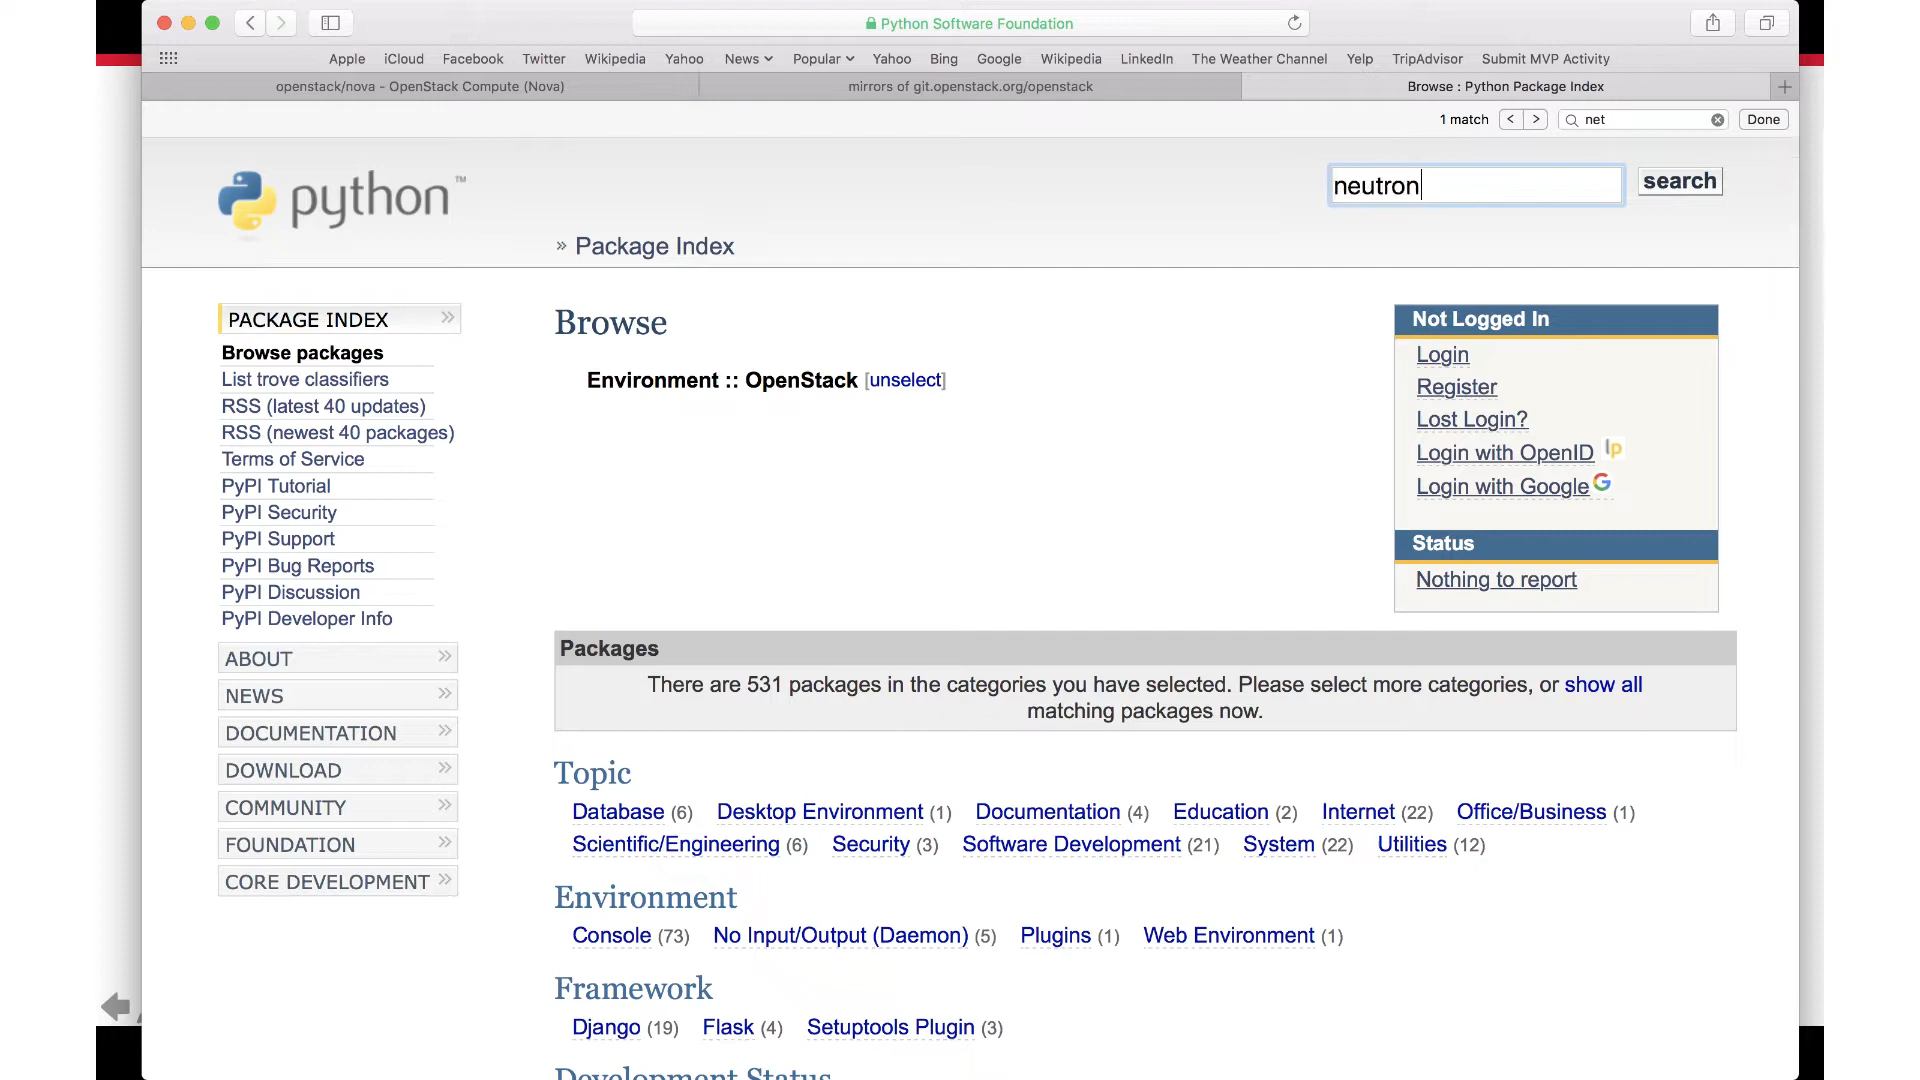 Python Software Foundation
Apple iCloud Facebook Twitter Wikipedia Yahoo News Popular Yahoo Bing Google Wikipedia LinkedIn The Weather Channel Yelp TripAdvisor Submit MVP Activity
openstack/nova - OpenStack Compute (Nova) mirrors of git.openstack.org/openstack Browse : Python Package Index
1 match < > net Done
python™
neutron search
» Package Index
PACKAGE INDEX »
Browse packages
List trove classifiers
RSS (latest 40 updates)
RSS (newest 40 packages)
Terms of Service
PyPI Tutorial
PyPI Security
PyPI Support
PyPI Bug Reports
PyPI Discussion
PyPI Developer Info
ABOUT »
NEWS »
DOCUMENTATION »
DOWNLOAD »
COMMUNITY »
FOUNDATION »
CORE DEVELOPMENT »
Browse
Environment :: OpenStack [unselect]
Not Logged In
Login
Register
Lost Login?
Login with OpenID lp
Login with Google G
Status
Nothing to report
Packages
There are 531 packages in the categories you have selected. Please select more categories, or show all
matching packages now.
Topic
Database (6) Desktop Environment (1) Documentation (4) Education (2) Internet (22) Office/Business (1)
Scientific/Engineering (6) Security (3) Software Development (21) System (22) Utilities (12)
Environment
Console (73) No Input/Output (Daemon) (5) Plugins (1) Web Environment (1)
Framework
Django (19) Flask (4) Setuptools Plugin (3)
Development Status